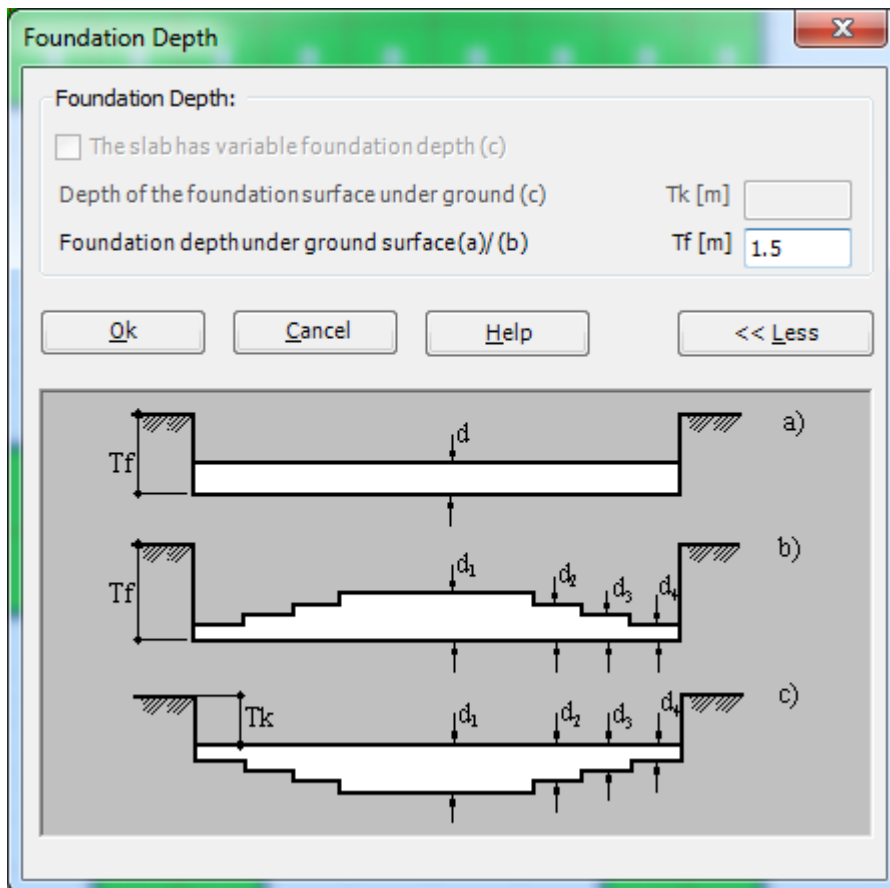 Foundation Depth
x
Foundation Depth:
The slab has variable foundation depth (c)
Depth of the foundation surface under ground (c) Tk [m]
Foundation depth under ground surface (a)/ (b) Tf [m] 1.5
Ok Cancel Help << Less
d a)
Tf
b)
d₁ d₂ d₃ d₄
Tf
c)
Tk d₁ d₂ d₃ d₄